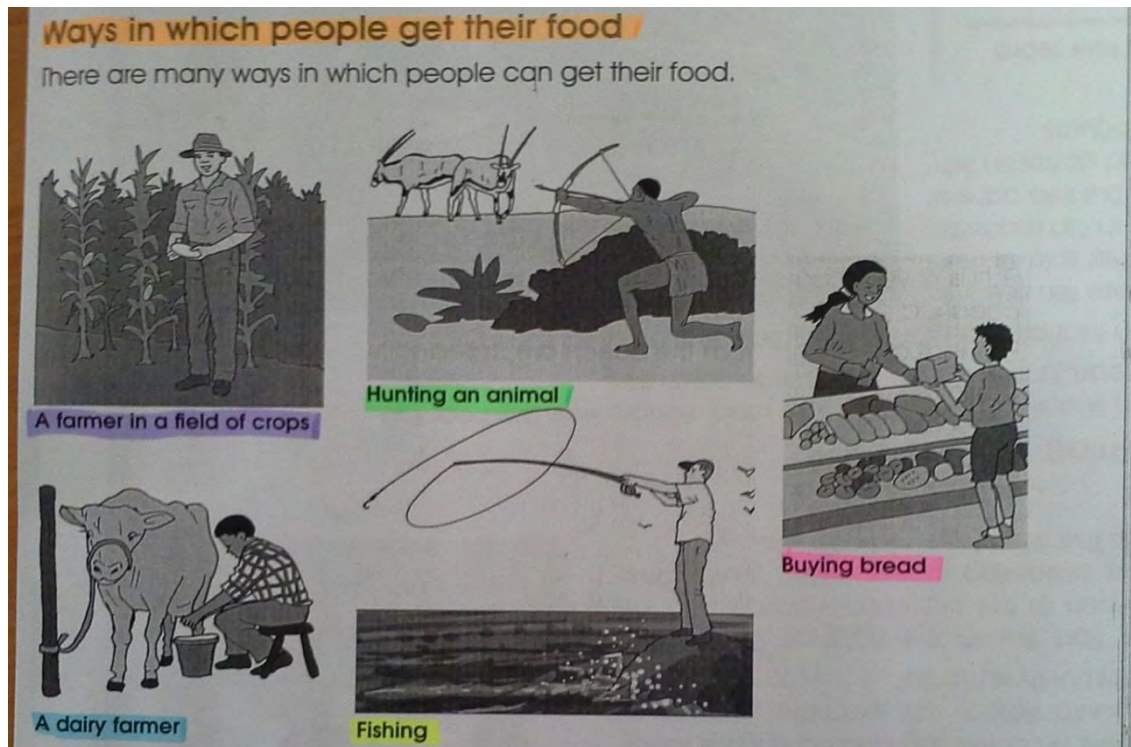 Ways in which people get their food
There are many ways in which people can get their food.
A farmer in a field of crops
Hunting an animal
Buying bread
A dairy farmer
Fishing